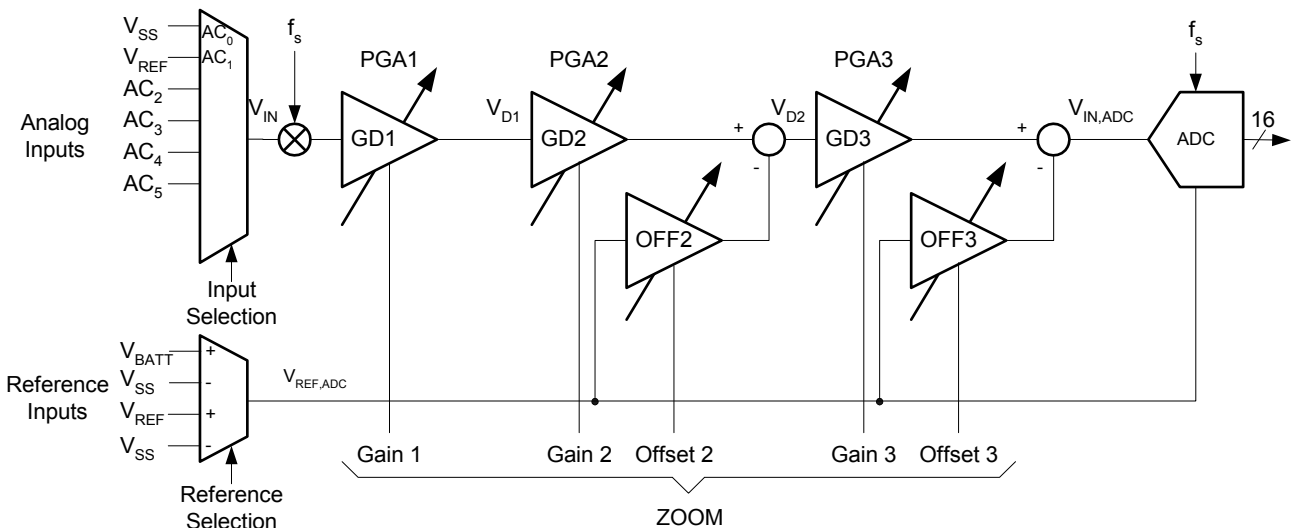 Analog
Inputs
V_SS
V_REF
AC_2
AC_3
AC_4
AC_5
AC_0
AC_1
Input
Selection
V_IN
f_s
PGA1
GD1
V_D1
PGA2
GD2
+
-
OFF2
V_D2
PGA3
GD3
+
-
OFF3
V_IN,ADC
f_s
ADC
16
Reference
Inputs
V_BATT
V_SS
V_REF
V_SS
+
-
+
-
Reference
Selection
V_REF,ADC
Gain 1
Gain 2
Offset 2
Gain 3
Offset 3
ZOOM